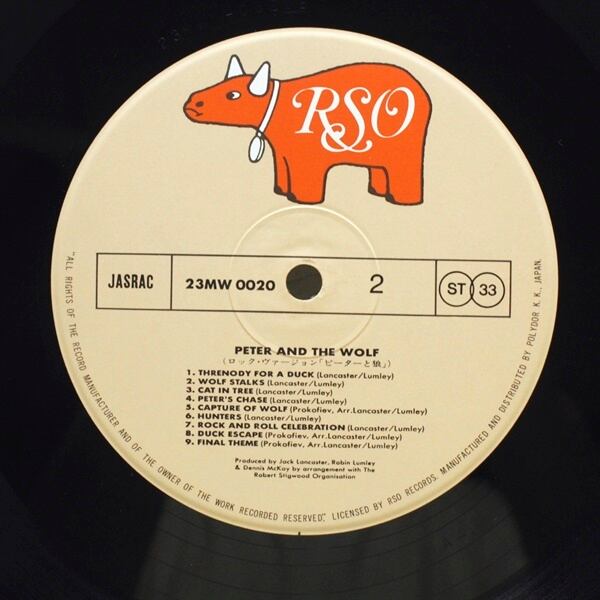 RSO
JASRAC
23MW 0020
2
ST 33
PETER AND THE WOLF
(ロック・ヴァージョン「ピーターと狼」)
1. THRENODY FOR A DUCK (Lancaster/Lumley)
2. WOLF STALKS (Lancaster/Lumley)
3. CAT IN TREE (Lancaster/Lumley)
4. PETER'S CHASE (Lancaster/Lumley)
5. CAPTURE OF WOLF (Prokofiev, Arr.Lancaster/Lumley)
6. HUNTERS (Lancaster/Lumley)
7. ROCK AND ROLL CELEBRATION (Lancaster/Lumley)
8. DUCK ESCAPE (Prokofiev, Arr.Lancaster/Lumley)
9. FINAL THEME (Prokofiev, Arr.Lancaster/Lumley)
Produced by Jack Lancaster, Robin Lumley
& Dennis McKay by arrangement with The
Robert Stigwood Organisation
"ALL RIGHTS OF THE RECORD MANUFACTURER AND OF THE OWNER OF THE WORK RECORDED RESERVED". LICENSED BY RSO RECORDS. MANUFACTURED AND DISTRIBUTED BY POLYDOR K. K., JAPAN.